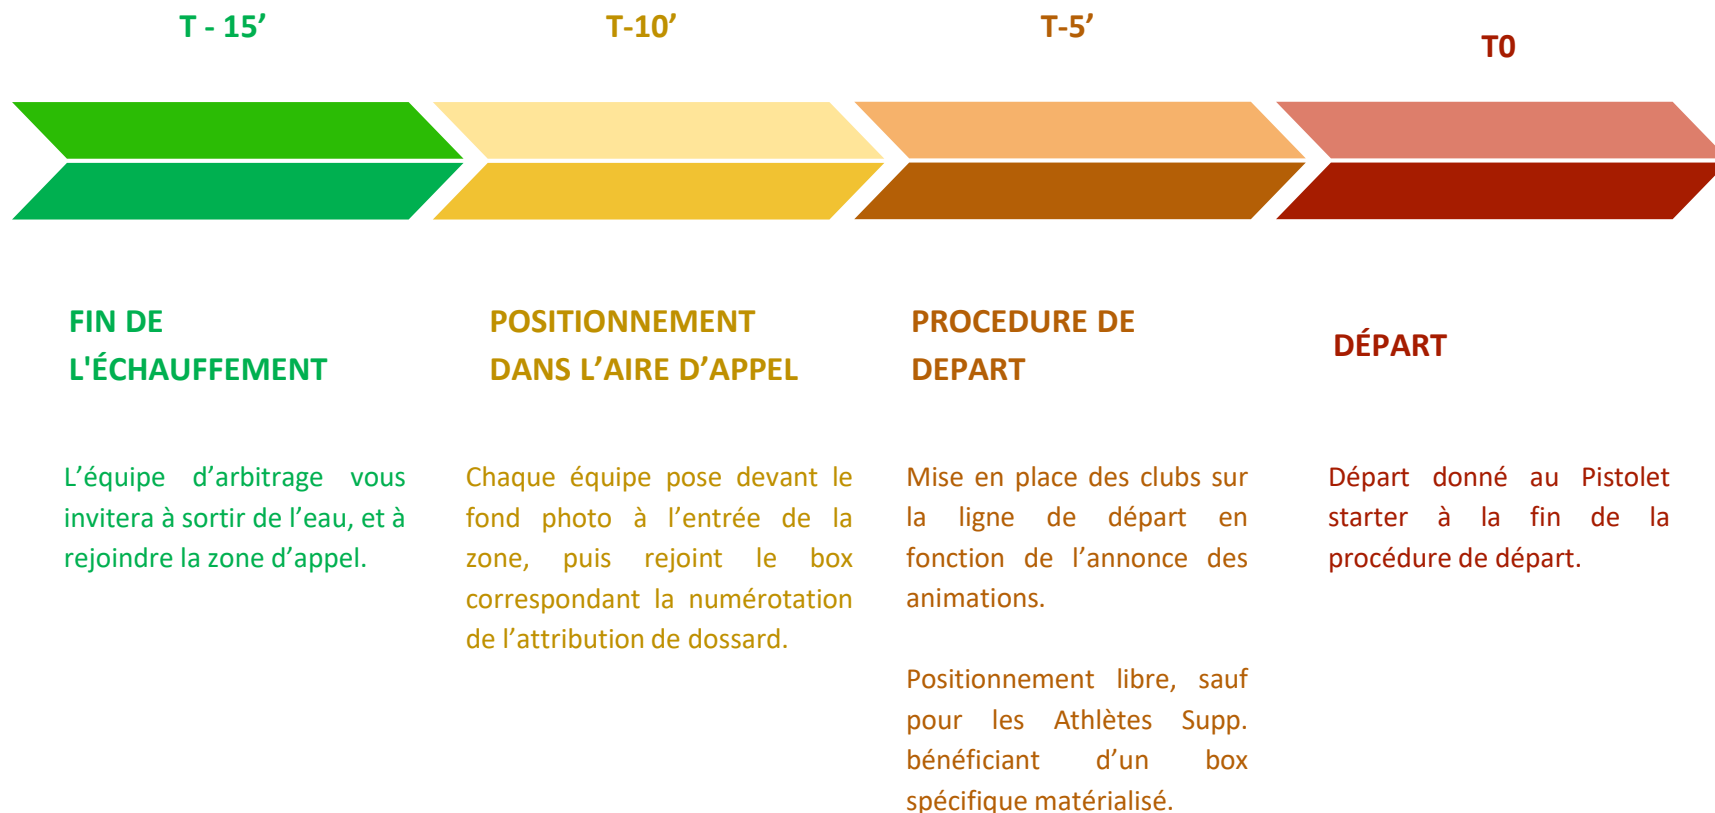 T - 15’
T-10’
T-5’
T0
FIN DE
L'ÉCHAUFFEMENT
L’équipe d’arbitrage vous
invitera à sortir de l’eau, et à
rejoindre la zone d’appel.
POSITIONNEMENT
DANS L’AIRE D’APPEL
Chaque équipe pose devant le
fond photo à l’entrée de la
zone, puis rejoint le box
correspondant la numérotation
de l’attribution de dossard.
PROCEDURE DE
DEPART
Mise en place des clubs sur
la ligne de départ en
fonction de l’annonce des
animations.
Positionnement libre, sauf
pour les Athlètes Supp.
bénéficiant d’un box
spécifique matérialisé.
DÉPART
Départ donné au Pistolet
starter à la fin de la
procédure de départ.